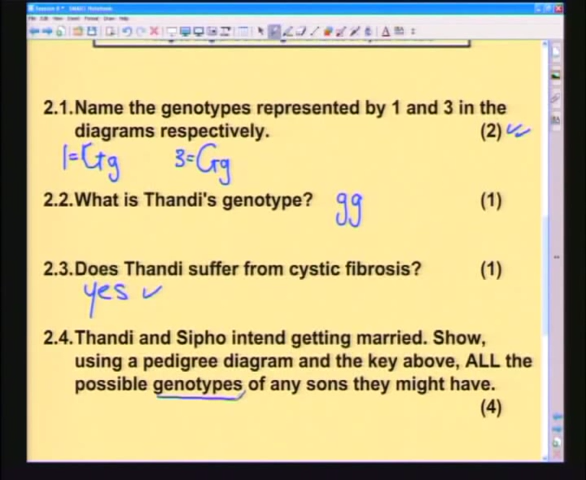 2.1.Name the genotypes represented by 1 and 3 in the
diagrams respectively. (2)
1=Gg 3=Gg
2.2.What is Thandi's genotype? gg (1)
2.3.Does Thandi suffer from cystic fibrosis? (1)
yes
2.4.Thandi and Sipho intend getting married. Show,
using a pedigree diagram and the key above, ALL the
possible genotypes of any sons they might have.
(4)